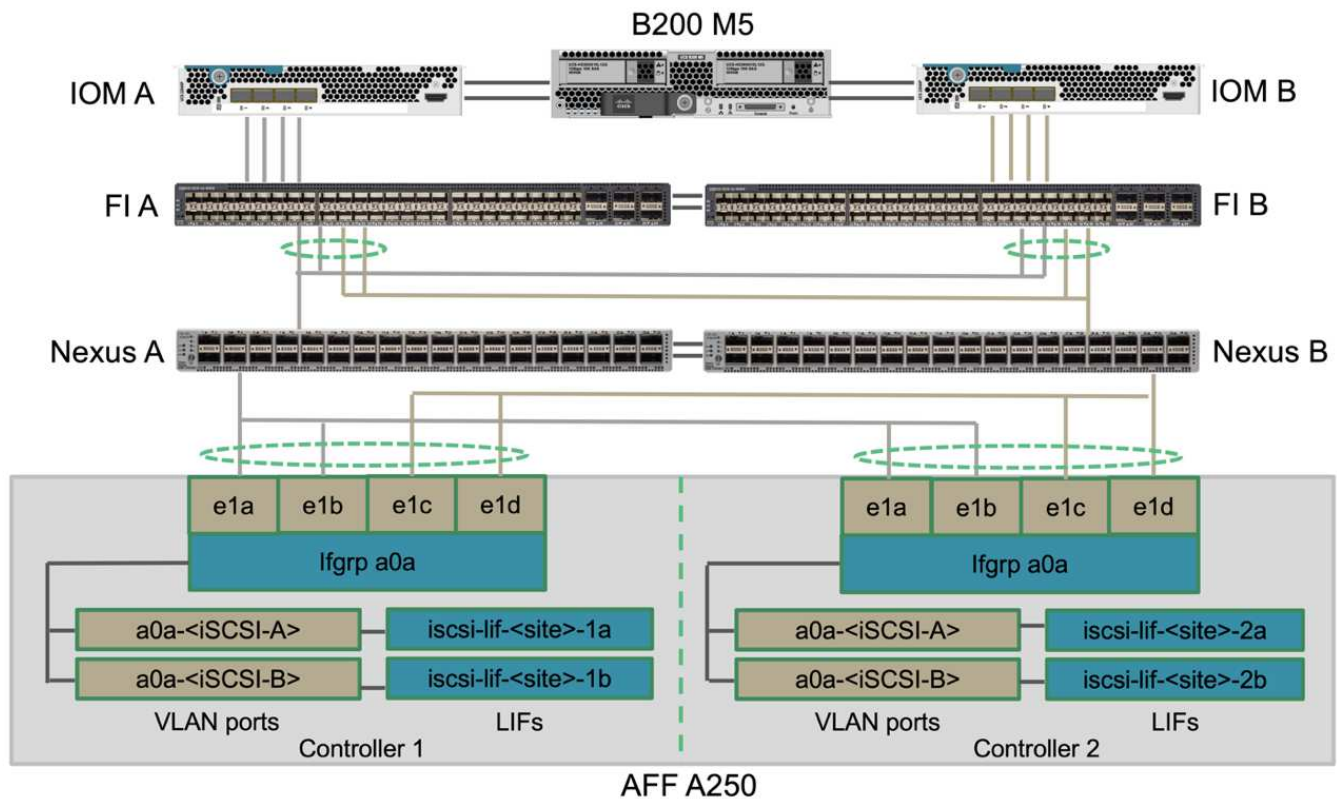 B200 M5
IOM A
IOM B
FI A
FI B
Nexus A
Nexus B
e1a e1b e1c e1d
e1a e1b e1c e1d
Ifgrp a0a
Ifgrp a0a
a0a-<iSCSI-A> iscsi-lif-<site>-1a
a0a-<iSCSI-A> iscsi-lif-<site>-2a
a0a-<iSCSI-B> iscsi-lif-<site>-1b
a0a-<iSCSI-B> iscsi-lif-<site>-2b
VLAN ports LIFs
VLAN ports LIFs
Controller 1
Controller 2
AFF A250